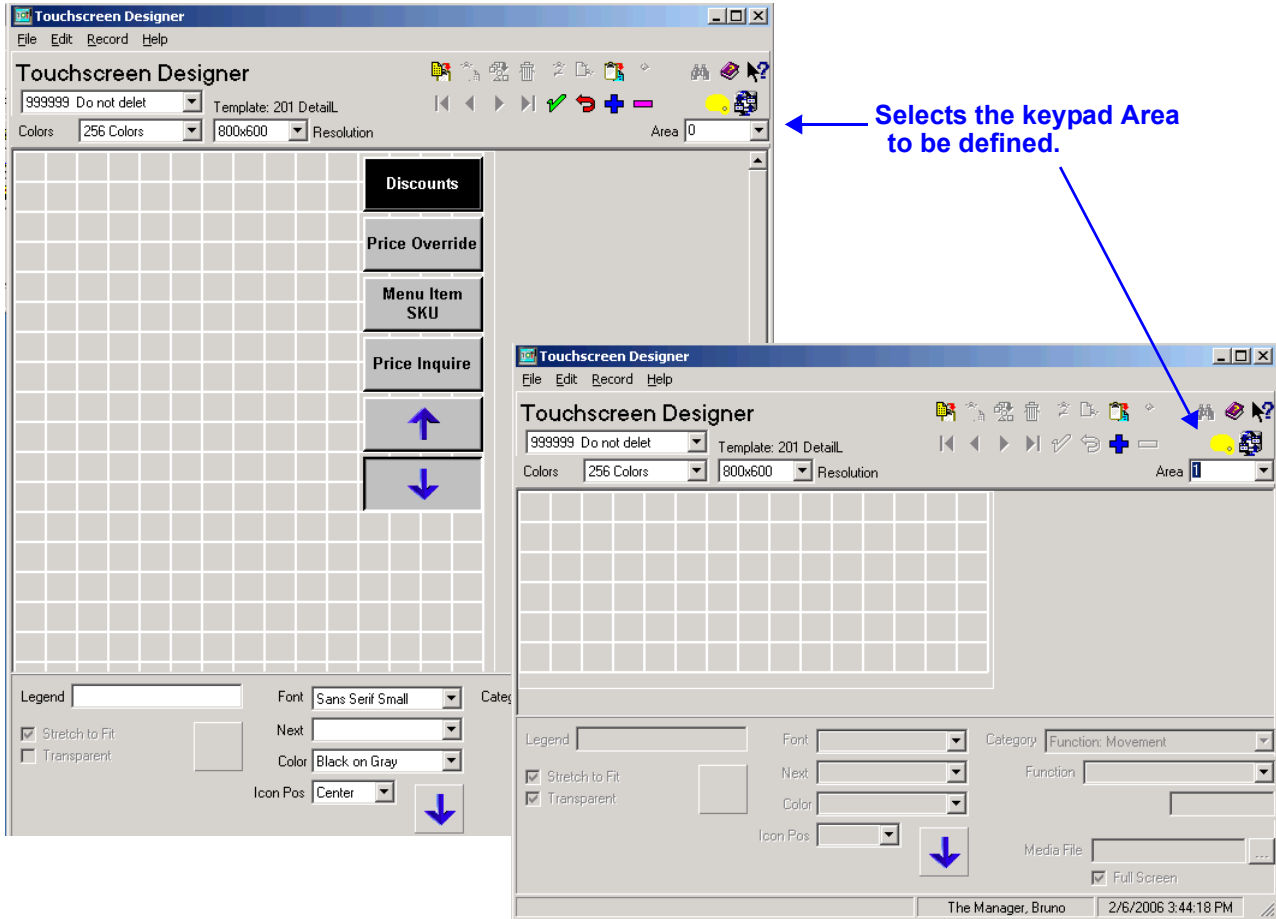 Touchscreen Designer
File Edit Record Help
Touchscreen Designer
999999 Do not delet
Template: 201 DetailL
Colors 256 Colors 800x600 Resolution Area 0
Selects the keypad Area
to be defined.
Discounts
Price Override
Menu Item
SKU
Price Inquire
Legend Font Sans Serif Small Categ
Stretch to Fit Next
Transparent Color Black on Gray
Icon Pos Center
Touchscreen Designer
File Edit Record Help
Touchscreen Designer
999999 Do not delet
Template: 201 DetailL
Colors 256 Colors 800x600 Resolution Area 1
Legend Font Category Function: Movement
Stretch to Fit Next Function
Transparent Color
Icon Pos
Media File ...
Full Screen
The Manager, Bruno 2/6/2006 3:44:18 PM